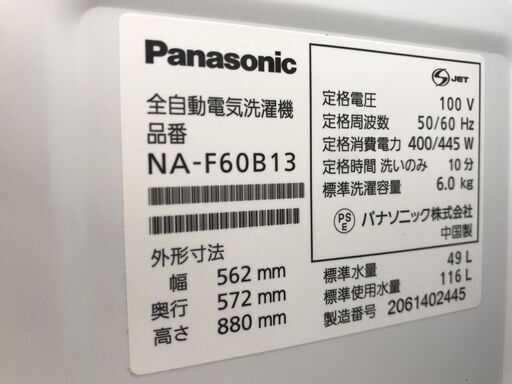 Panasonic
全自動電気洗濯機
品番
NA-F60B13
外形寸法
幅 562 mm
奥行 572 mm
高さ 880 mm
S JET
定格電圧 100 V
定格周波数 50/60 Hz
定格消費電力 400/445 W
定格時間 洗いのみ 10 分
標準洗濯容量 6.0 kg
PS
E
パナソニック株式会社
中国製
標準水量 49 L
標準使用水量 116 L
製造番号 2061402445